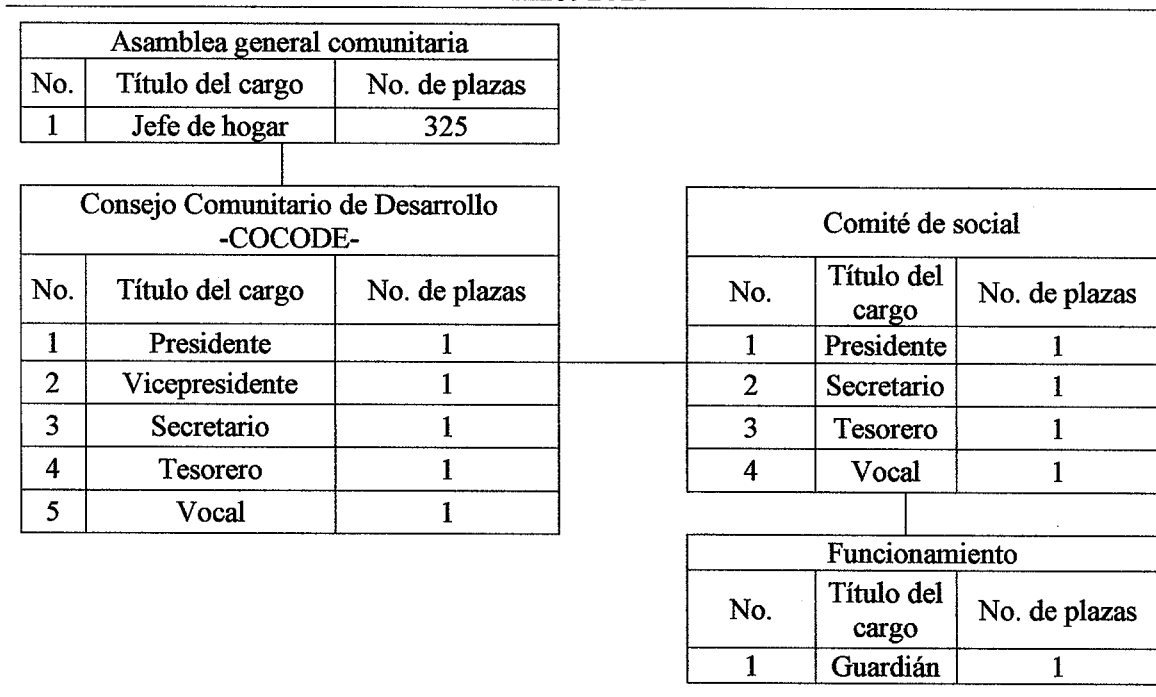 Asamblea general comunitaria
No. Título del cargo No. de plazas
1 Jefe de hogar 325
Consejo Comunitario de Desarrollo
-COCODE-
No. Título del cargo No. de plazas
1 Presidente 1
2 Vicepresidente 1
3 Secretario 1
4 Tesorero 1
5 Vocal 1
Comité de social
No. Título del
cargo No. de plazas
1 Presidente 1
2 Secretario 1
3 Tesorero 1
4 Vocal 1
Funcionamiento
No. Título del
cargo No. de plazas
1 Guardián 1